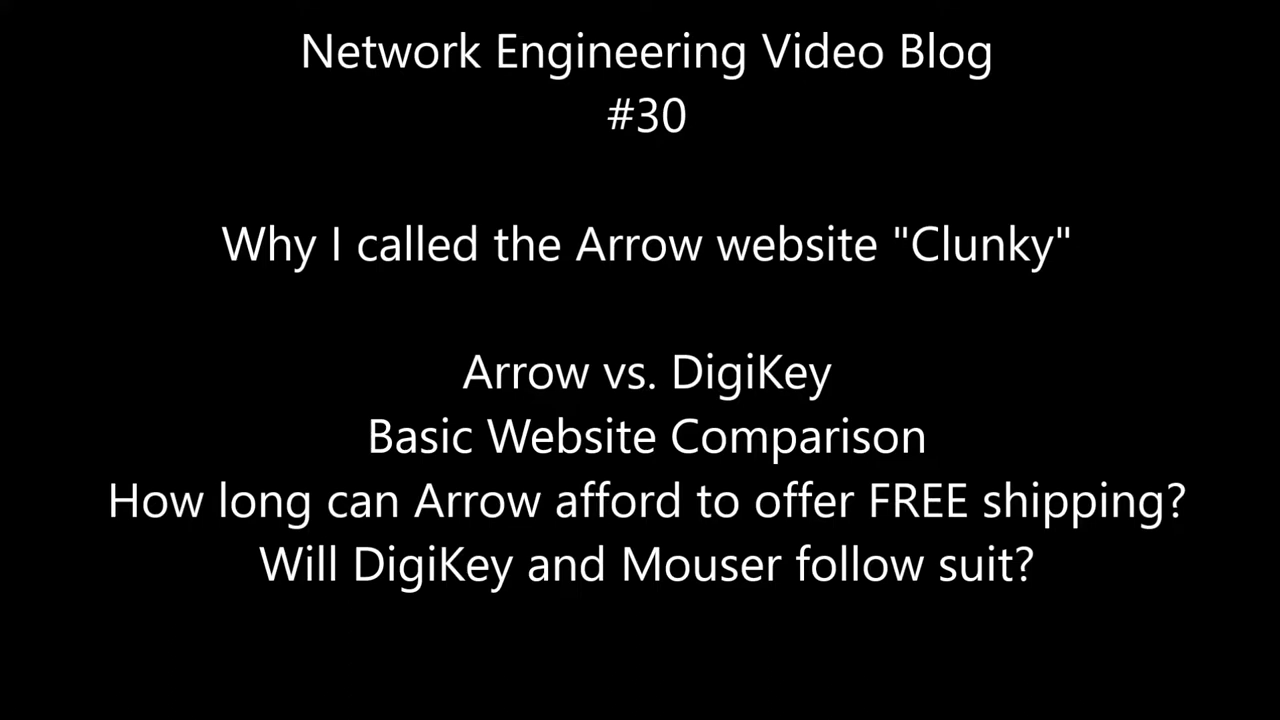 Network Engineering Video Blog
#30
Why I called the Arrow website "Clunky"
Arrow vs. DigiKey
Basic Website Comparison
How long can Arrow afford to offer FREE shipping?
Will DigiKey and Mouser follow suit?